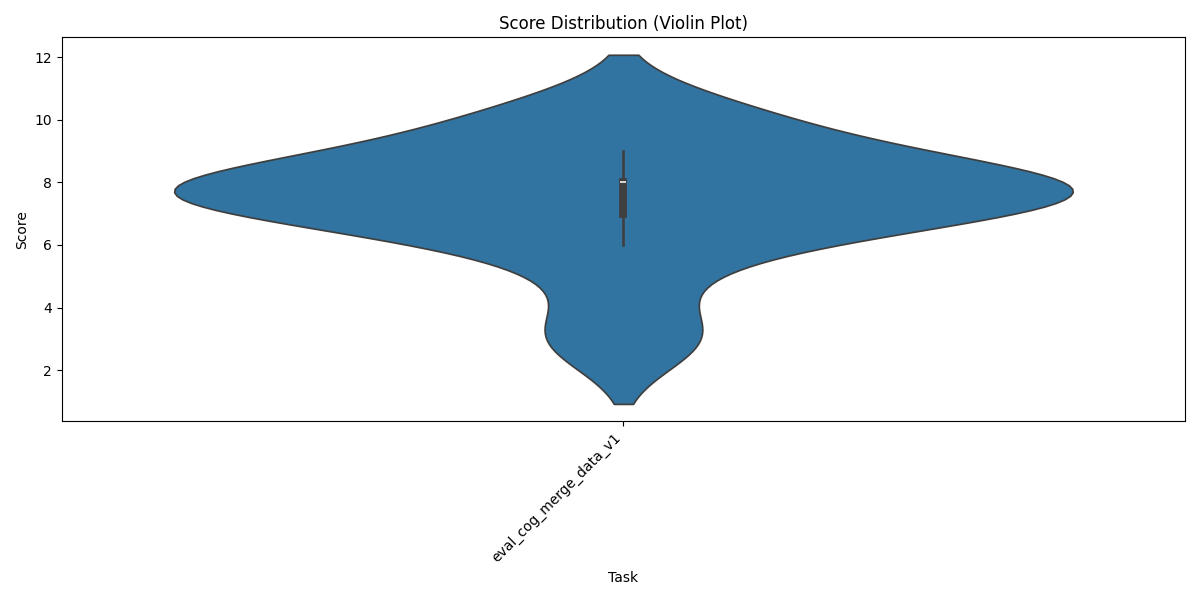 Score Distribution (Violin Plot)
12
10
8
6
4
2
Score
eval_cog_merge_data_v1
Task